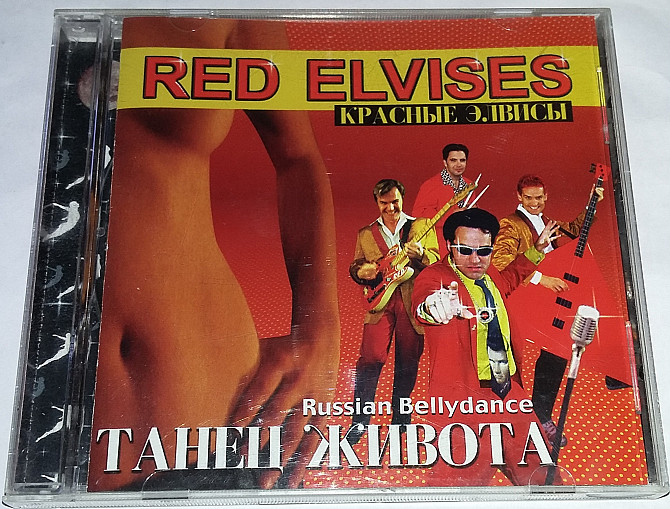 RED ELVISES
КРАСНЫЕ ЭЛВИСЫ
Russian Bellydance
ТАНЕЦ ЖИВОТА